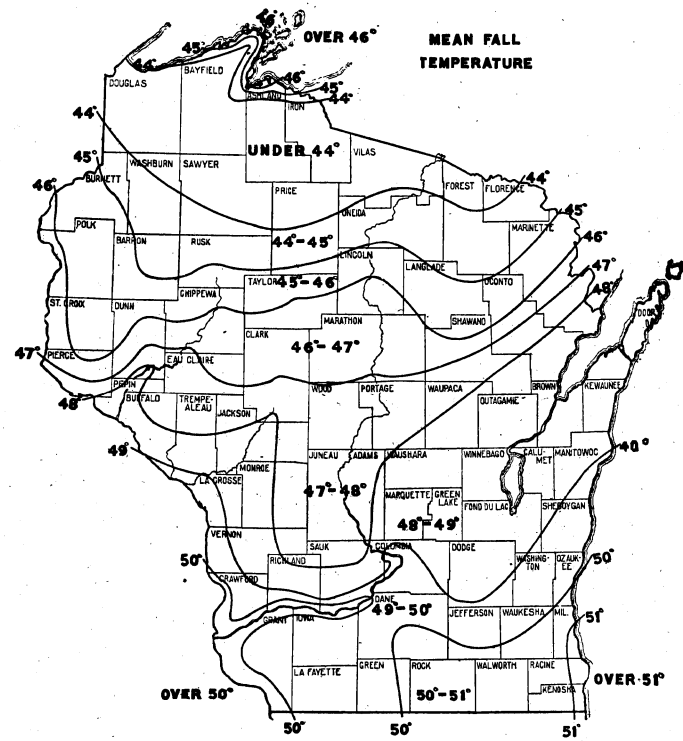 46°
OVER 46°
MEAN FALL
TEMPERATURE
45°
44°
BAYFIELD
DOUGLAS
46°
45°
ASHLAND
44°
IRON
44°
UNDER 44°
VILAS
45°
WASHBURN
SAWYER
BURNETT
46°
PRICE
FOREST
FLORENCE
44°
ONEIDA
45°
POLK
MARINETTE
BARRON
RUSK
44°-45°
46°
LINCOLN
LANGLADE
47°
TAYLOR
45°-46°
OCONTO
48°
CHIPPEWA
ST. CROIX
DUNN
DOOR
MARATHON
SHAWANO
CLARK
46°-47°
47°
PIERCE
EAU CLAIRE
PEPIN
WOOD
PORTAGE
WAUPACA
BROWN
KEWAUNEE
48°
BUFFALO
TREMPE-
ALEAU
OUTAGAMIE
JACKSON
40°
49°
JUNEAU
ADAMS
WAUSHARA
WINNEBAGO
CALU-
MET
MANITOWOC
MONROE
LA CROSSE
47°-48°
MARQUETTE
GREEN
LAKE
FOND DU LAC
SHEBOYGAN
48°-49°
VERNON
SAUK
COLUMBIA
DODGE
50°
RICHLAND
WASHING-
TON
OZAUK-
EE
50°
CRAWFORD
DANE
49°-50°
JEFFERSON
WAUKESHA
MIL.
51°
GRANT
IOWA
LA FAYETTE
GREEN
ROCK
WALWORTH
RACINE
OVER 51°
OVER 50°
50°-51°
KENOSHA
50°
50°
51°